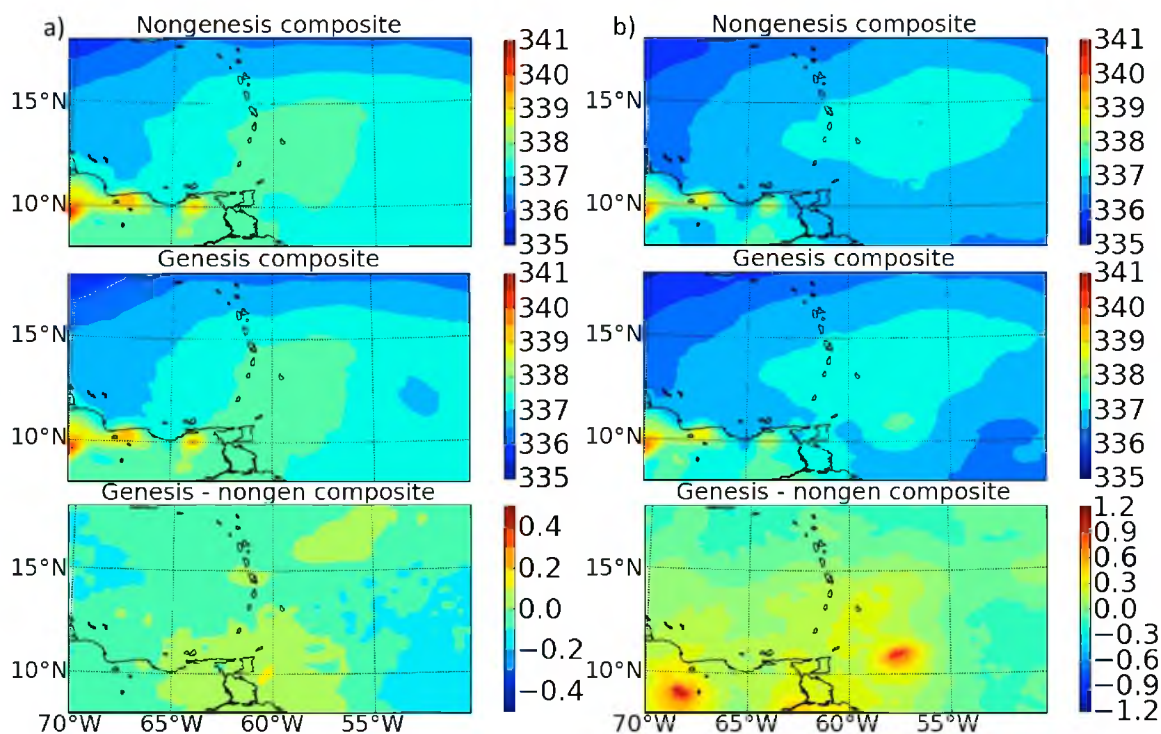 a)
Nongenesis composite
341
340
339
338
337
336
335
15°N
10°N
Genesis composite
341
340
339
338
337
336
335
15°N
10°N
Genesis - nongen composite
0.4
0.2
0.0
−0.2
−0.4
15°N
10°N
70°W 65°W 60°W 55°W
b)
Nongenesis composite
341
340
339
338
337
336
335
15°N
10°N
Genesis composite
341
340
339
338
337
336
335
15°N
10°N
Genesis - nongen composite
1.2
0.9
0.6
0.3
0.0
−0.3
−0.6
−0.9
−1.2
15°N
10°N
70°W 65°W 60°W 55°W